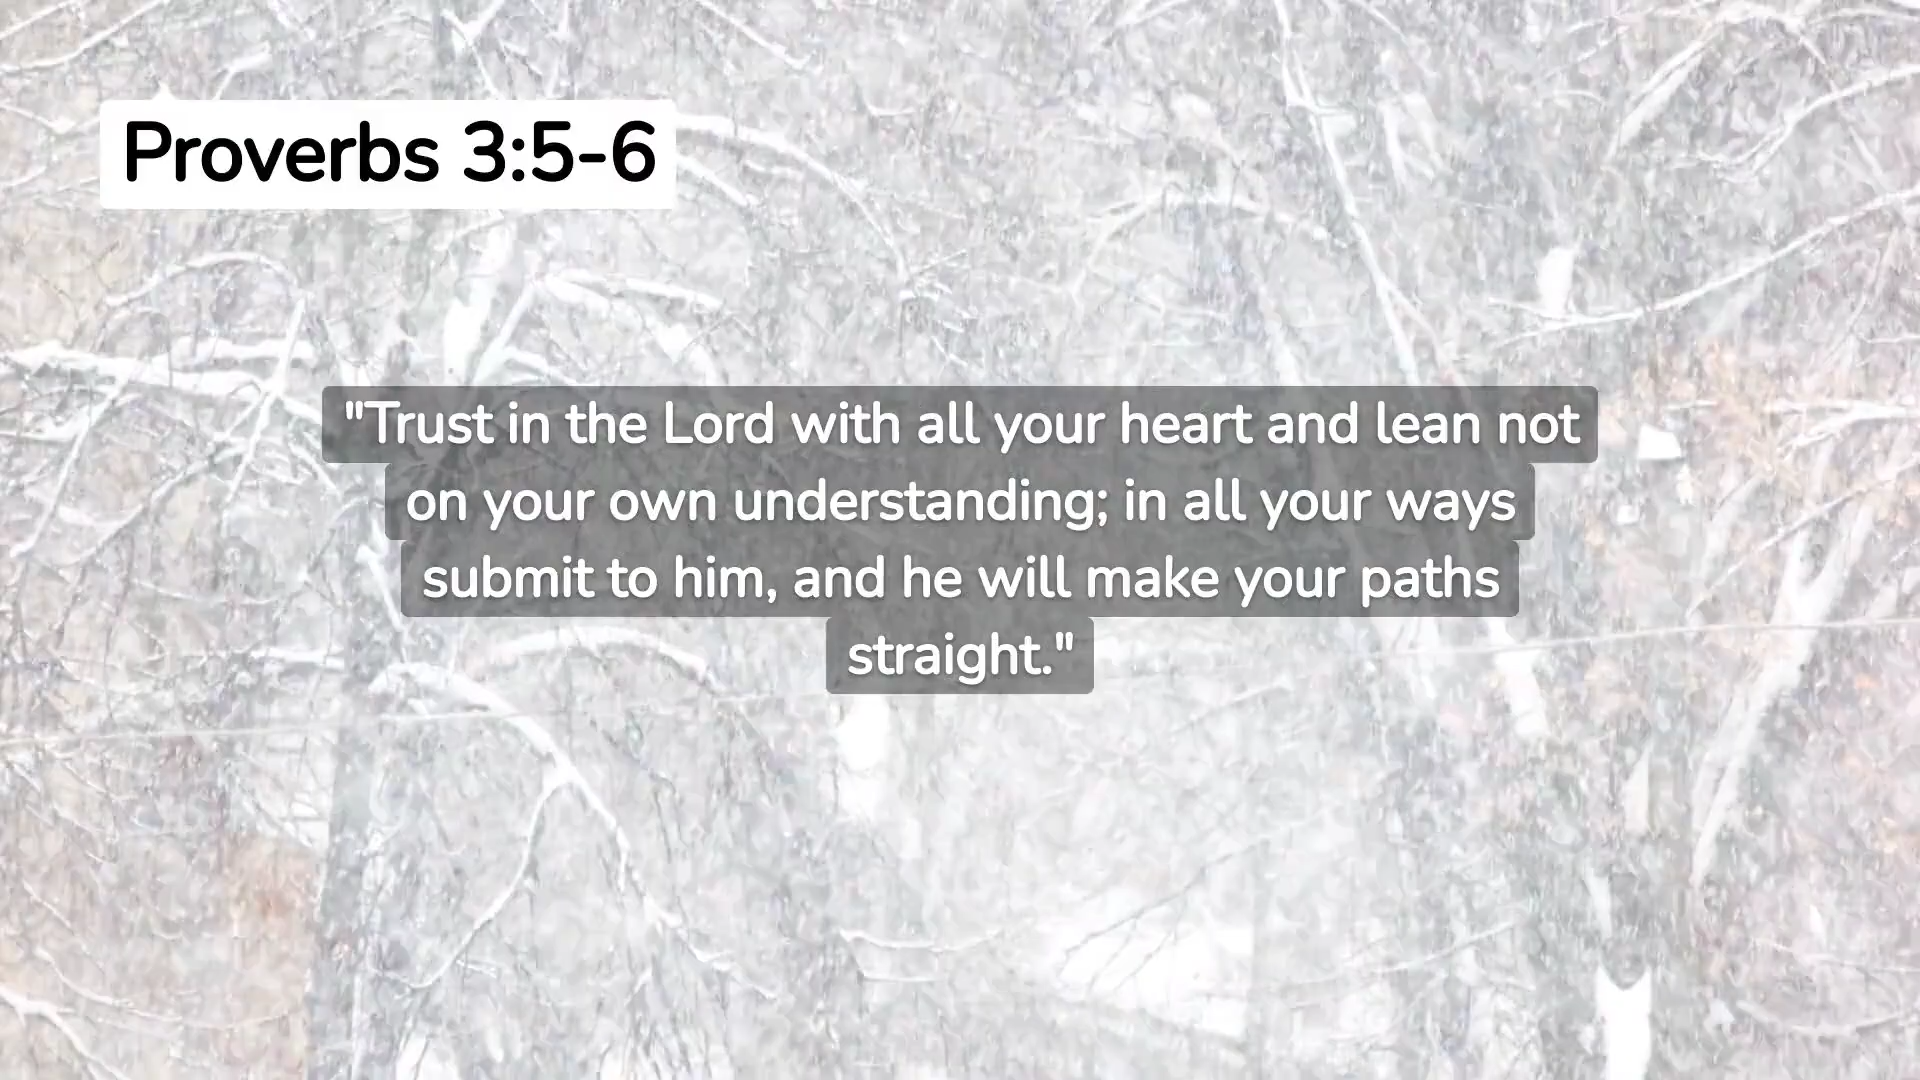 Proverbs 3:5-6
"Trust in the Lord with all your heart and lean not
on your own understanding; in all your ways
submit to him, and he will make your paths
straight."